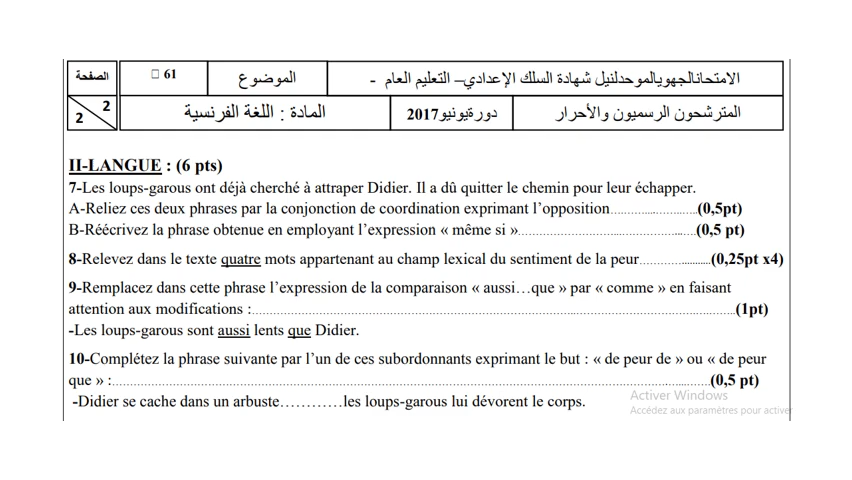 الصفحة
61
الموضوع
الامتحانالجهويالموحدلنيل شهادة السلك الإعدادي– التعليم العام -
2
2
المادة : اللغة الفرنسية
دورةيونيو2017
المترشحون الرسميون والأحرار
II-LANGUE : (6 pts)
7-Les loups-garous ont déjà cherché à attraper Didier. Il a dû quitter le chemin pour leur échapper.
A-Reliez ces deux phrases par la conjonction de coordination exprimant l’opposition……………………(0,5pt)
B-Réécrivez la phrase obtenue en employant l’expression « même si »…………………………………………(0,5 pt)
8-Relevez dans le texte quatre mots appartenant au champ lexical du sentiment de la peur………………(0,25pt x4)
9-Remplacez dans cette phrase l’expression de la comparaison « aussi…que » par « comme » en faisant
attention aux modifications :……………………………………………………………………………………(1pt)
-Les loups-garous sont aussi lents que Didier.
10-Complétez la phrase suivante par l’un de ces subordonnants exprimant le but : « de peur de » ou « de peur
que » :……………………………………………………………………………………………………(0,5 pt)
-Didier se cache dans un arbuste…………les loups-garous lui dévorent le corps.
Activer Windows
Accédez aux paramètres pour activer